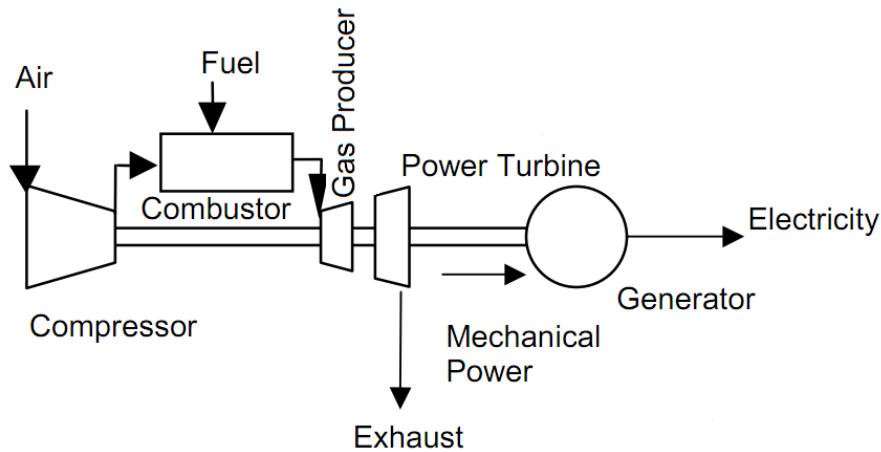 Air
Fuel
Gas Producer
Power Turbine
Combustor
Electricity
Generator
Compressor
Mechanical
Power
Exhaust